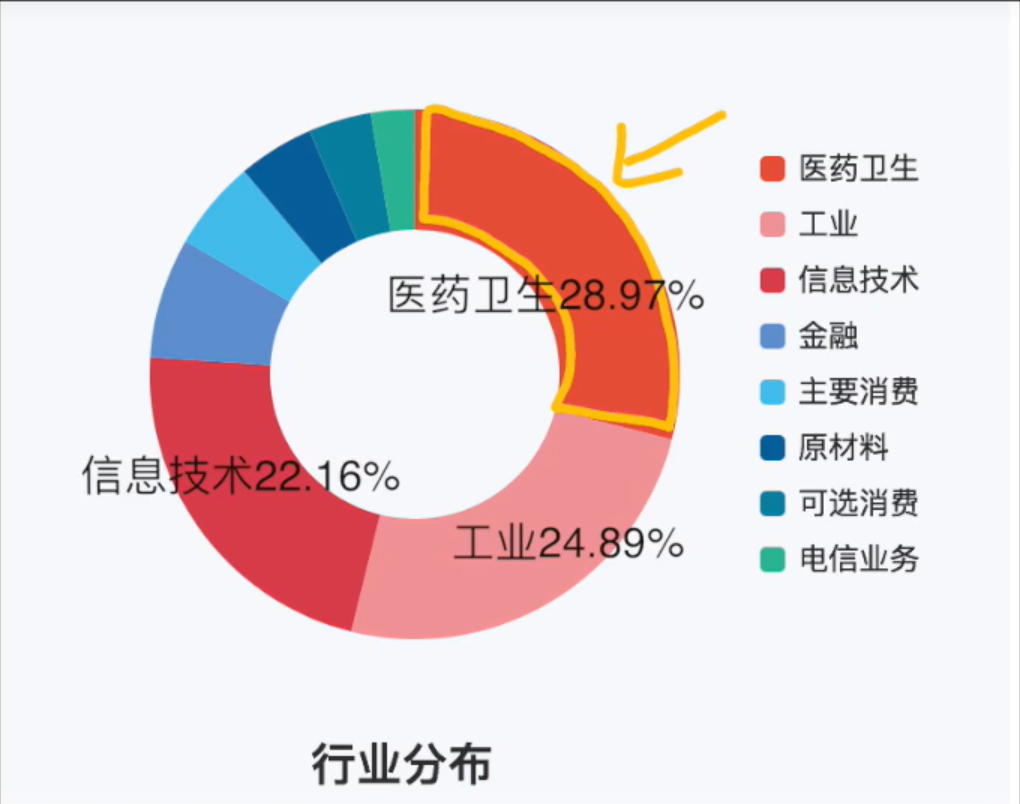 医药卫生
工业
信息技术
金融
主要消费
原材料
可选消费
电信业务
医药卫生28.97%
信息技术22.16%
工业24.89%
行业分布